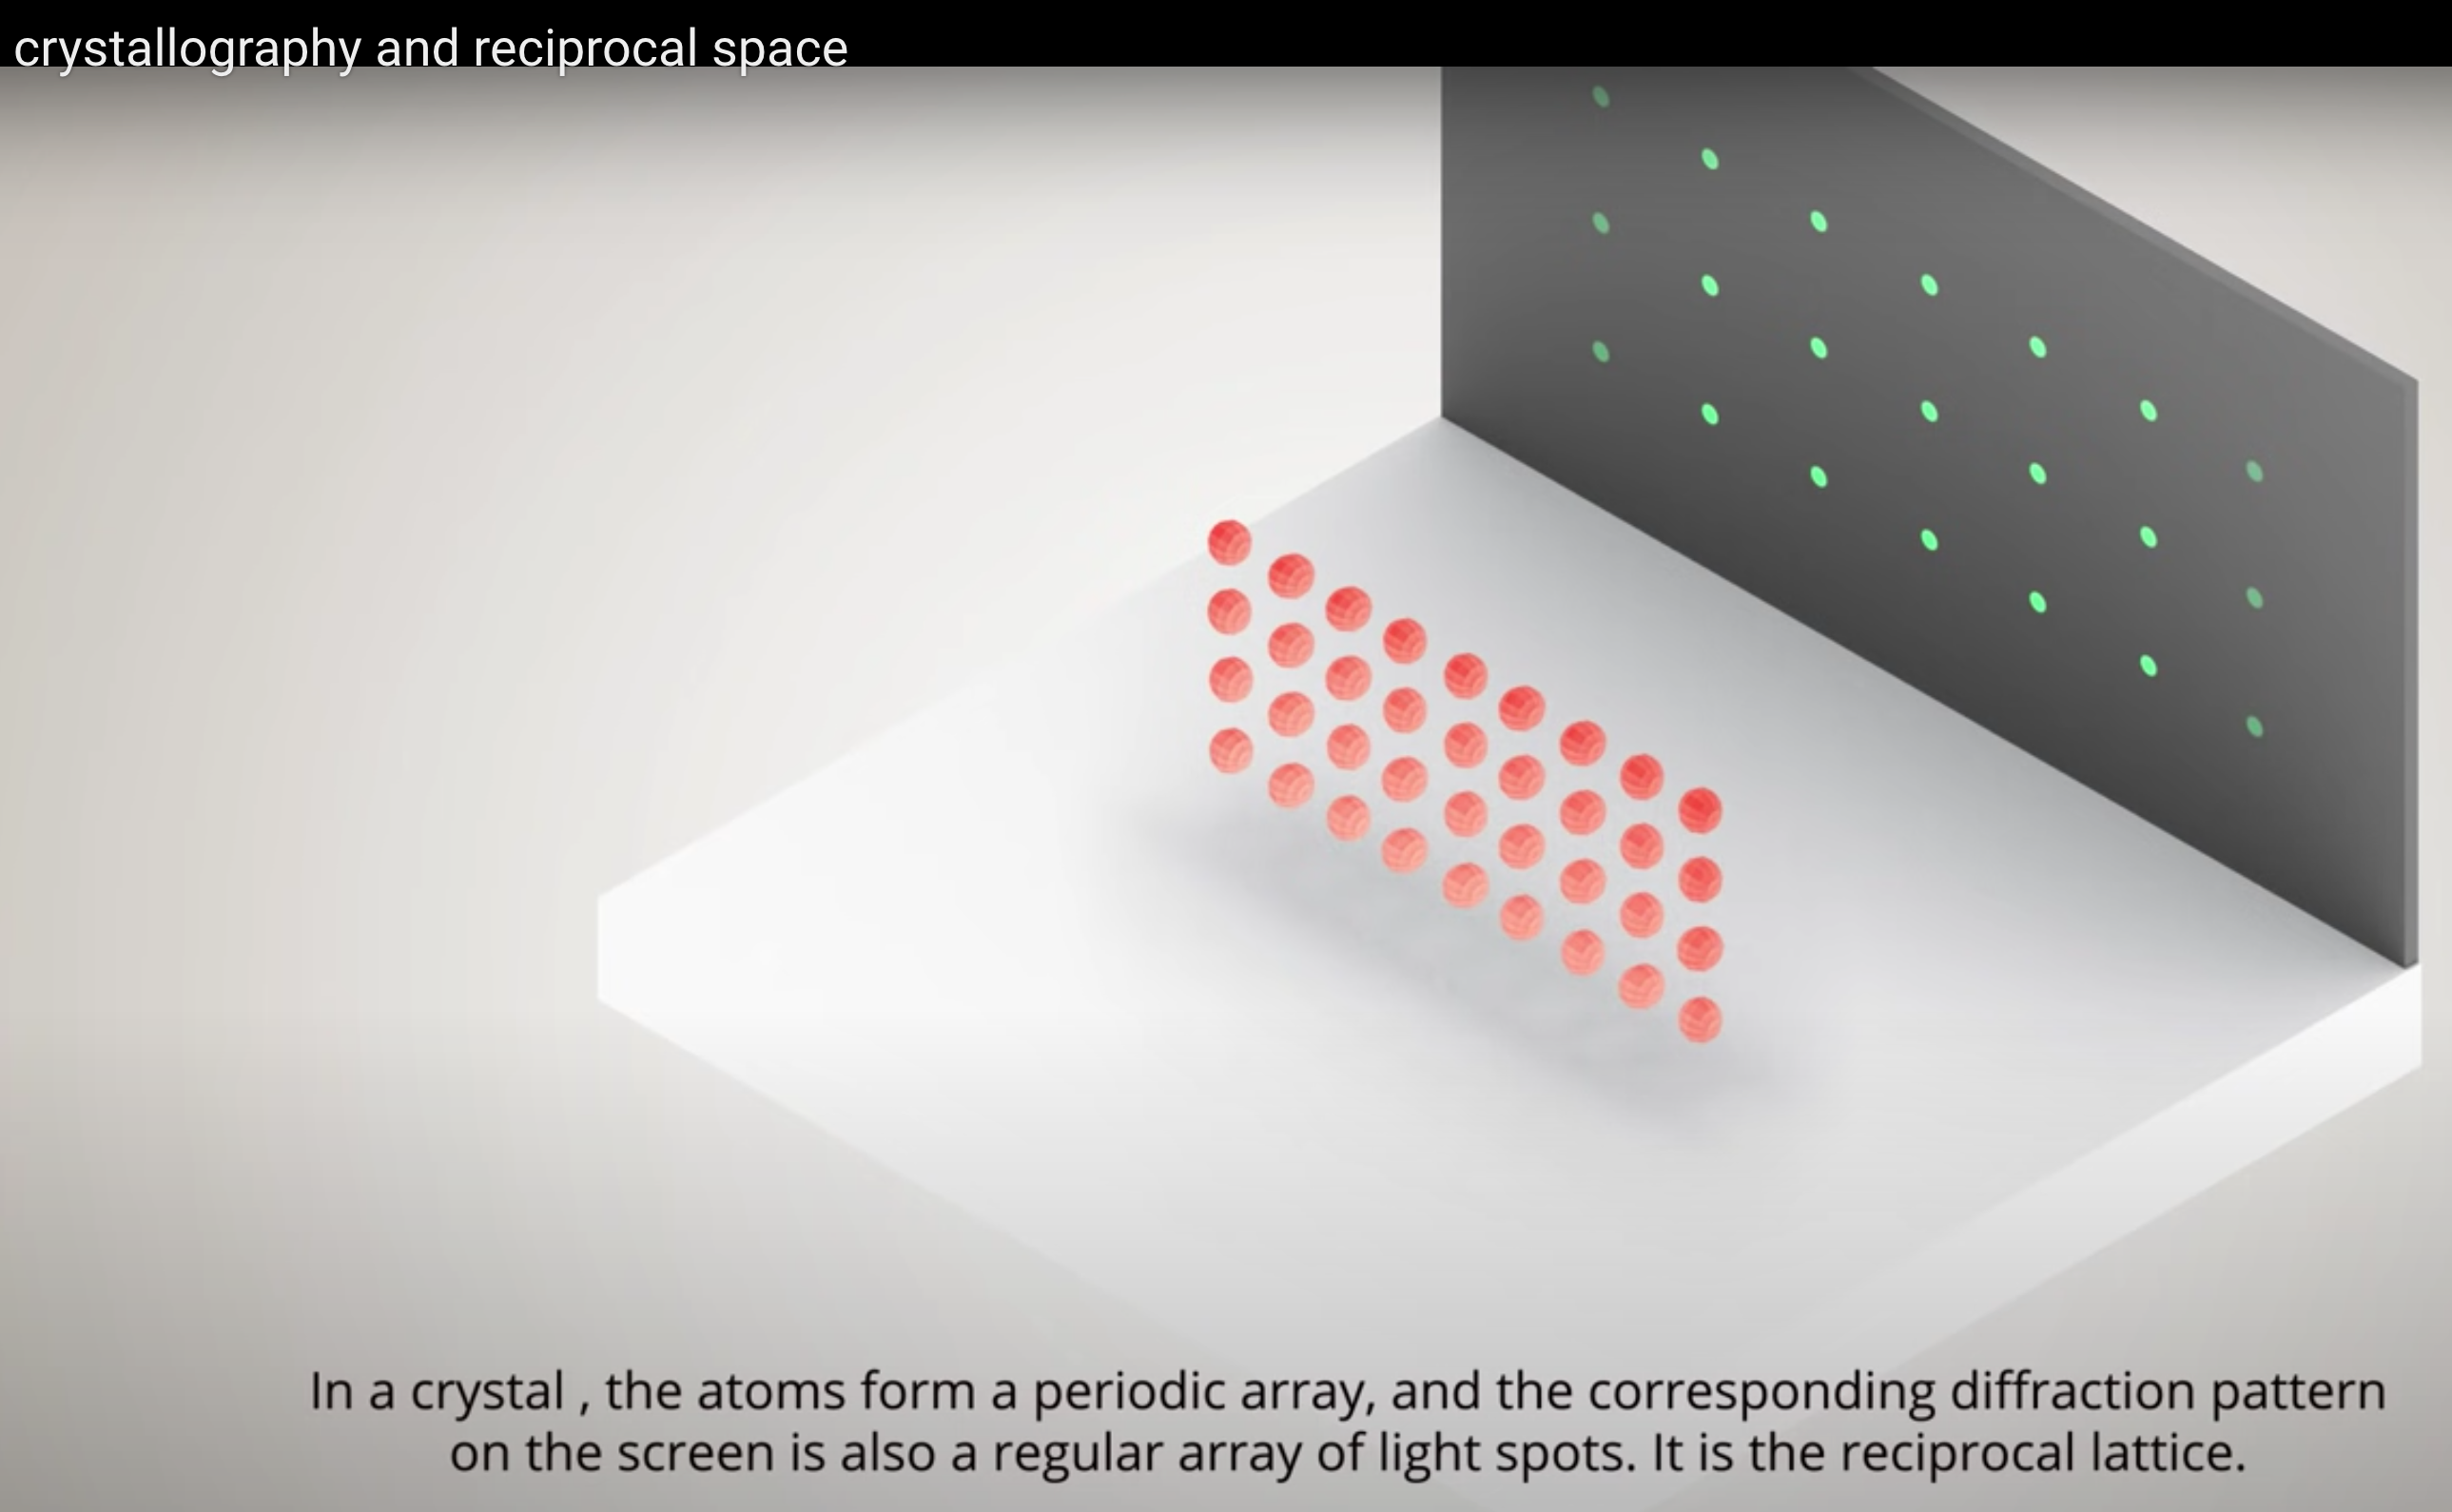 crystallography and reciprocal space
In a crystal , the atoms form a periodic array, and the corresponding diffraction pattern
on the screen is also a regular array of light spots. It is the reciprocal lattice.